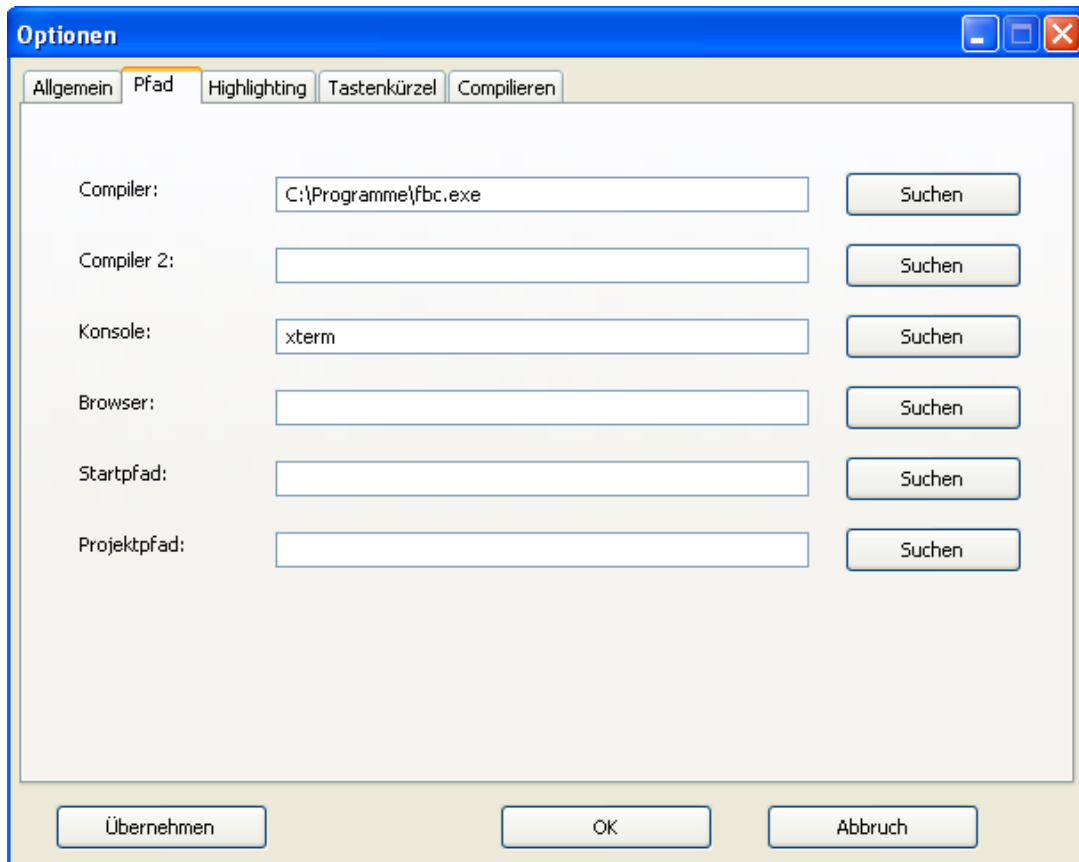 Optionen
Allgemein Pfad Highlighting Tastenkürzel Compilieren
Compiler: C:\Programme\fbc.exe Suchen
Compiler 2: Suchen
Konsole: xterm Suchen
Browser: Suchen
Startpfad: Suchen
Projektpfad: Suchen
Übernehmen OK Abbruch